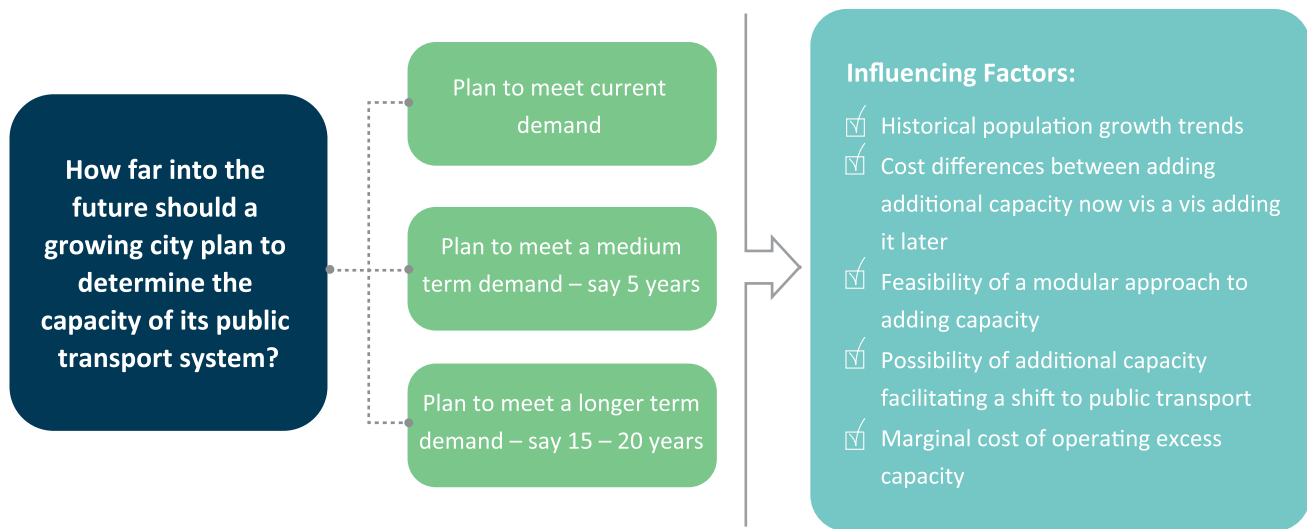 How far into the
future should a
growing city plan to
determine the
capacity of its public
transport system?
Plan to meet current
demand
Plan to meet a medium
term demand – say 5 years
Plan to meet a longer term
demand – say 15 – 20 years
Influencing Factors:
Historical population growth trends
Cost differences between adding
additional capacity now vis a vis adding
it later
Feasibility of a modular approach to
adding capacity
Possibility of additional capacity
facilitating a shift to public transport
Marginal cost of operating excess
capacity